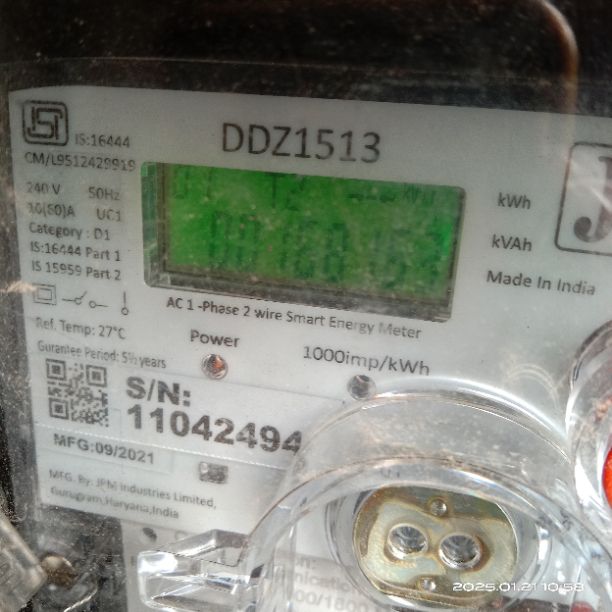 IS:16444
CM/L9512429919
DDZ1513
240 V 50Hz
10(60)A UC1
Category : D1
IS:16444 Part 1
IS 15959 Part 2
T2
kWh
kVAh
Made In India
AC 1 -Phase 2 wire Smart Energy Meter
Ref. Temp: 27°C
Gurantee Period: 5½ years
Power
1000imp/kWh
S/N:
11042494
MFG:09/2021
MFG. By: JPM Industries Limited,
Gurugram,Haryana,India
2025.01.21 10:58